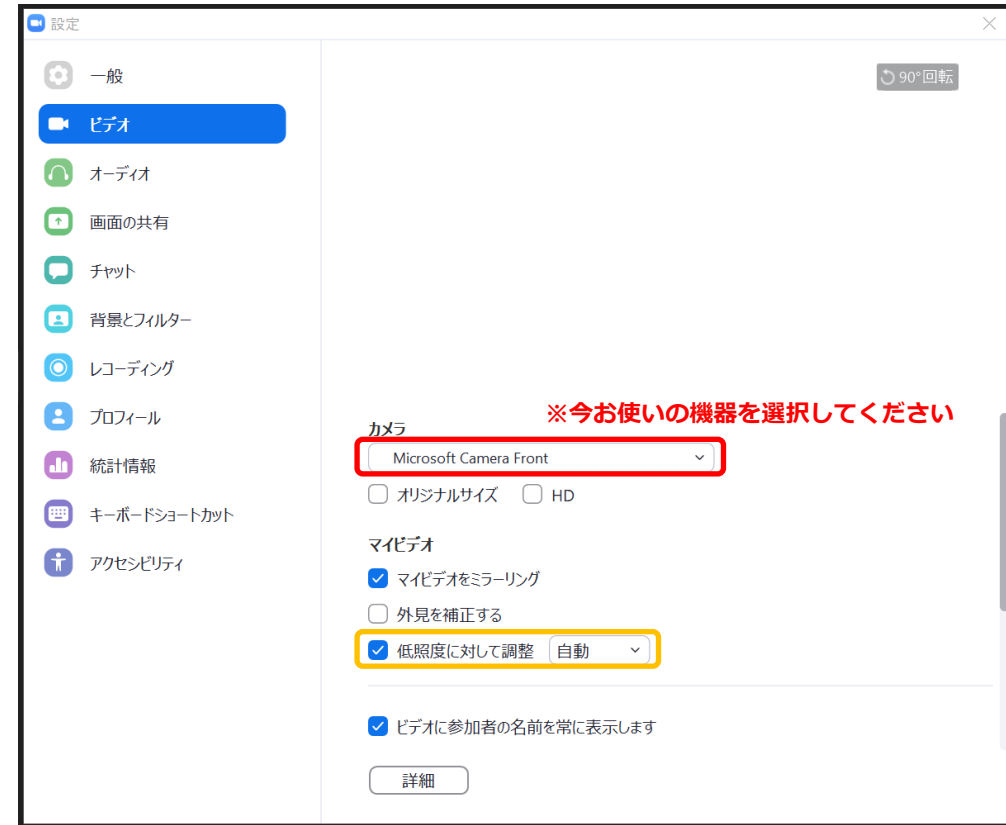 設定
一般
ビデオ
オーディオ
画面の共有
チャット
背景とフィルター
レコーディング
プロフィール
統計情報
キーボードショートカット
アクセシビリティ
90°回転
※今お使いの機器を選択してください
カメラ
Microsoft Camera Front
オリジナルサイズ HD
マイビデオ
マイビデオをミラーリング
外見を補正する
低照度に対して調整 自動
ビデオに参加者の名前を常に表示します
詳細